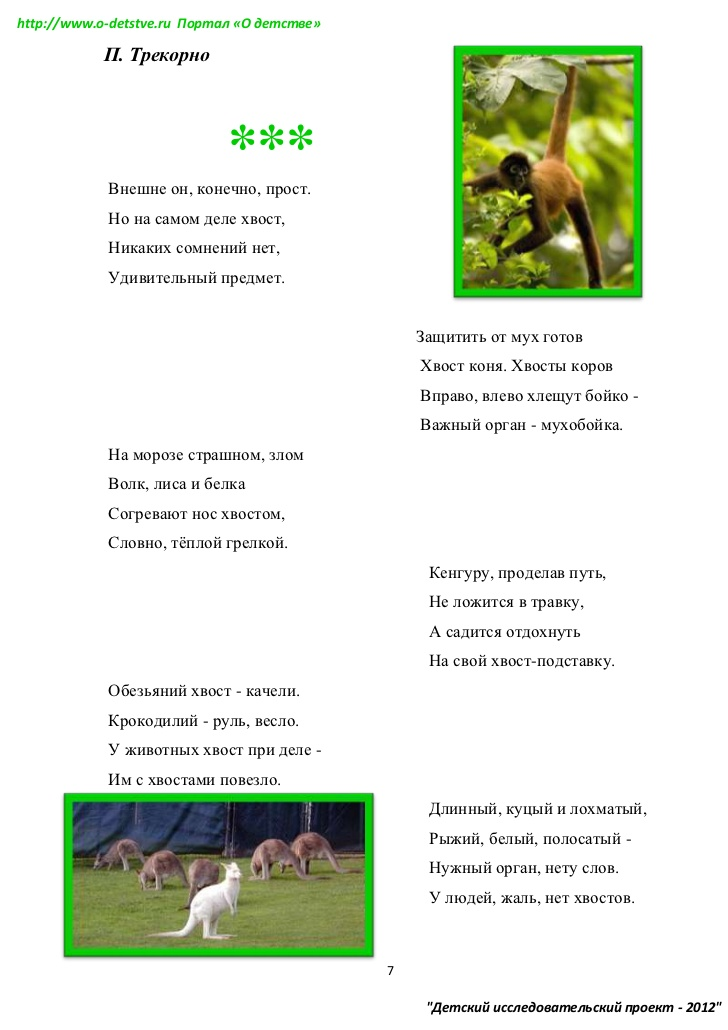 http://www.o-detstve.ru Портал «О детстве»
П. Трекорно
***
Внешне он, конечно, прост.
Но на самом деле хвост,
Никаких сомнений нет,
Удивительный предмет.
Защитить от мух готов
Хвост коня. Хвосты коров
Вправо, влево хлещут бойко -
Важный орган - мухобойка.
На морозе страшном, злом
Волк, лиса и белка
Согревают нос хвостом,
Словно, тёплой грелкой.
Кенгуру, проделав путь,
Не ложится в травку,
А садится отдохнуть
На свой хвост-подставку.
Обезьяний хвост - качели.
Крокодилий - руль, весло.
У животных хвост при деле -
Им с хвостами повезло.
Длинный, куцый и лохматый,
Рыжий, белый, полосатый -
Нужный орган, нету слов.
У людей, жаль, нет хвостов.
7
"Детский исследовательский проект - 2012"